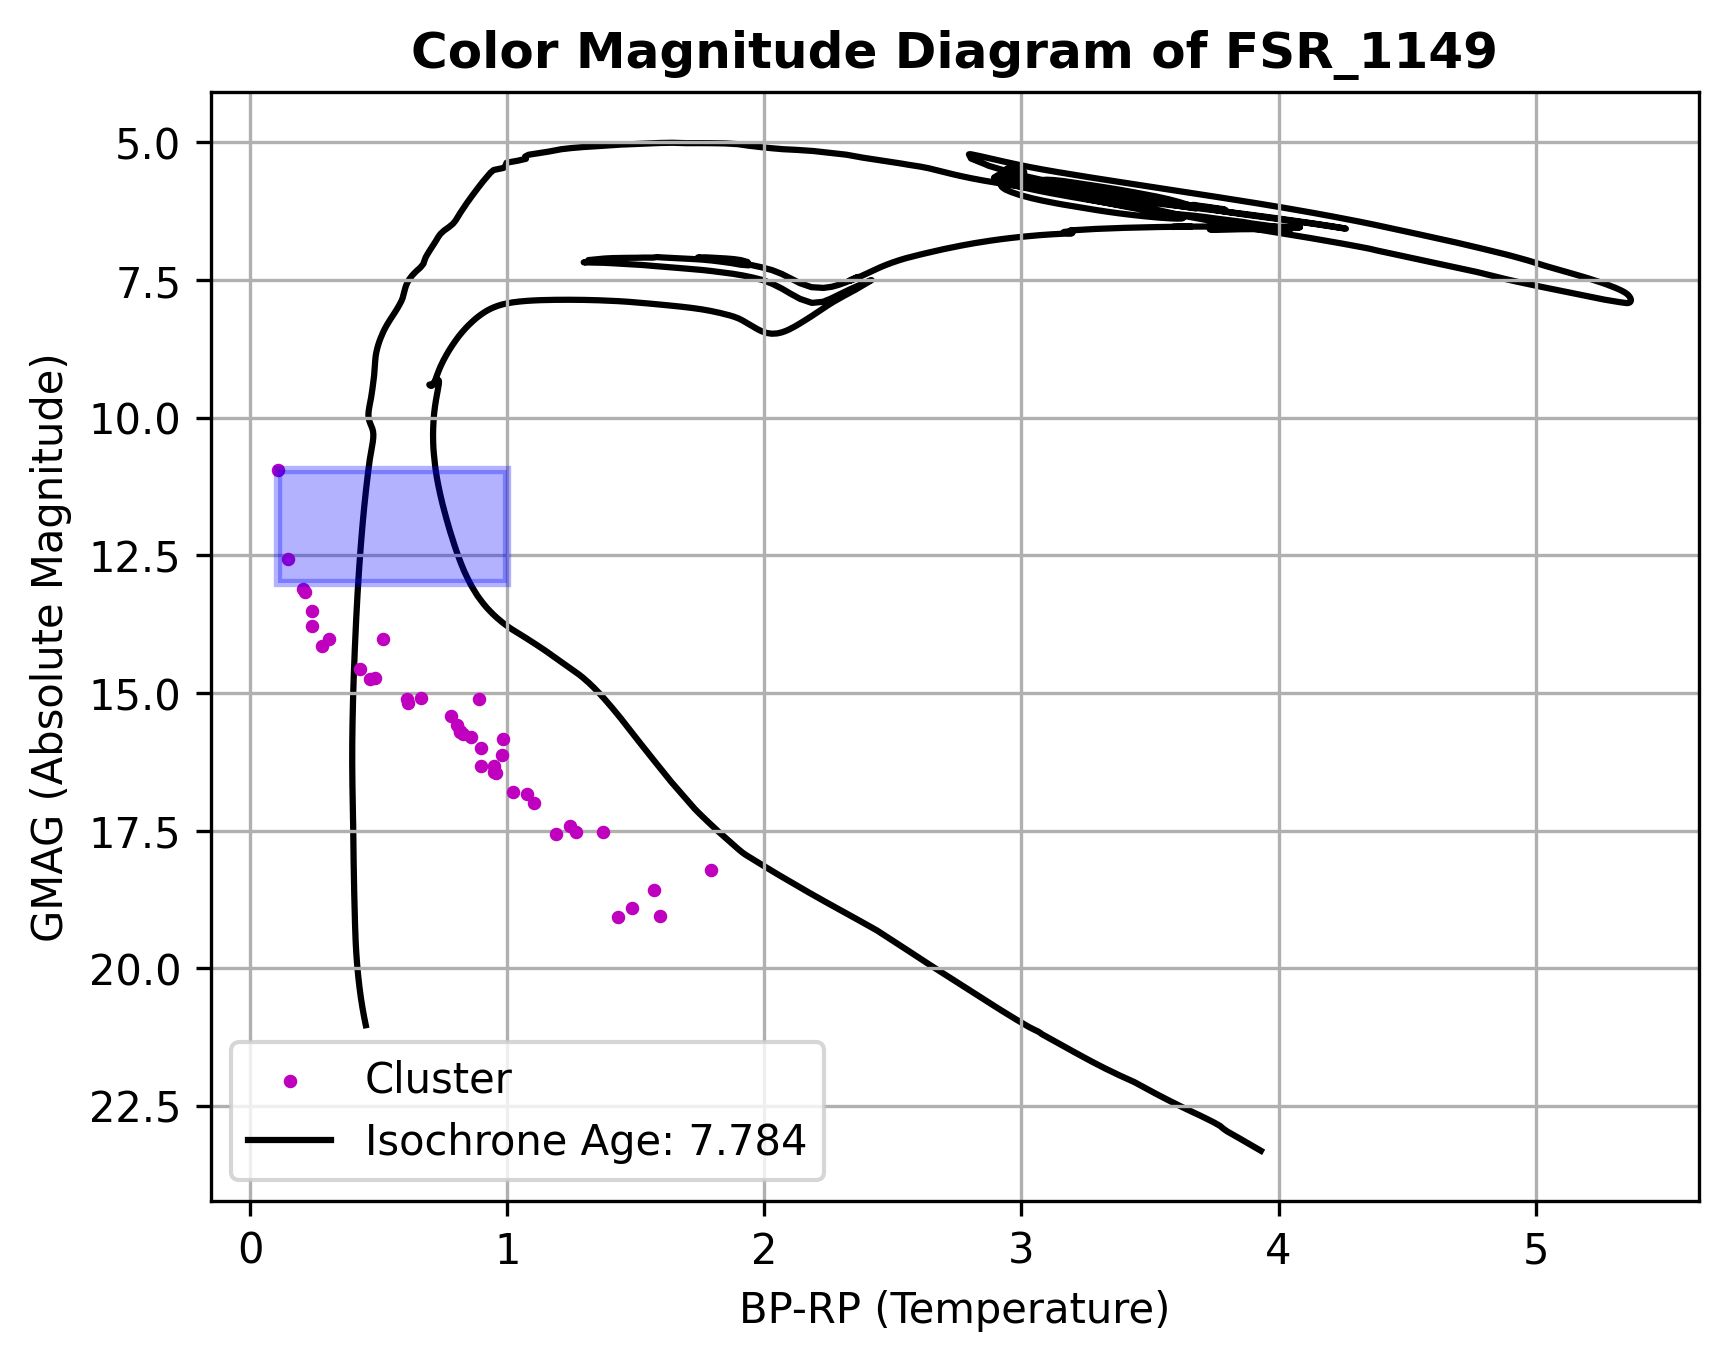 Color Magnitude Diagram of FSR_1149
GMAG (Absolute Magnitude)
5.0
7.5
10.0
12.5
15.0
17.5
20.0
22.5
Cluster
Isochrone Age: 7.784
0 1 2 3 4 5
BP-RP (Temperature)